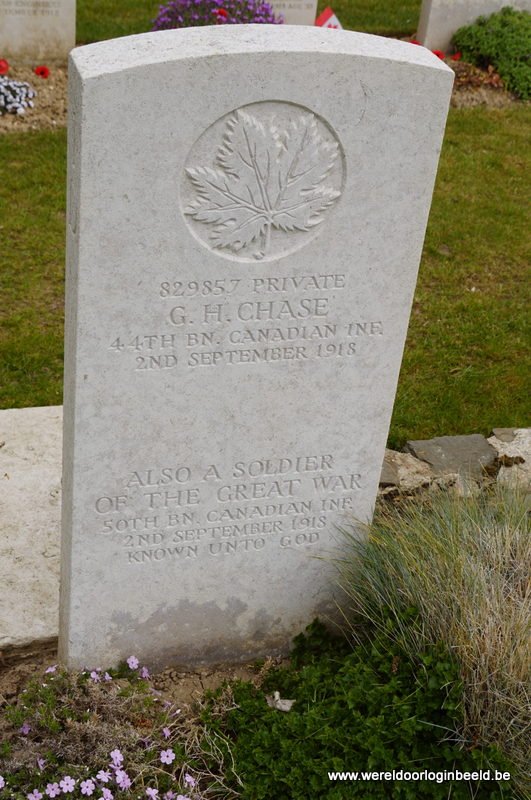 829857 PRIVATE
G. H. CHASE
44TH BN. CANADIAN INF.
2ND SEPTEMBER 1918
ALSO A SOLDIER
OF THE GREAT WAR
50TH BN. CANADIAN INF.
2ND SEPTEMBER 1918
KNOWN UNTO GOD
www.wereldoorloginbeeld.be